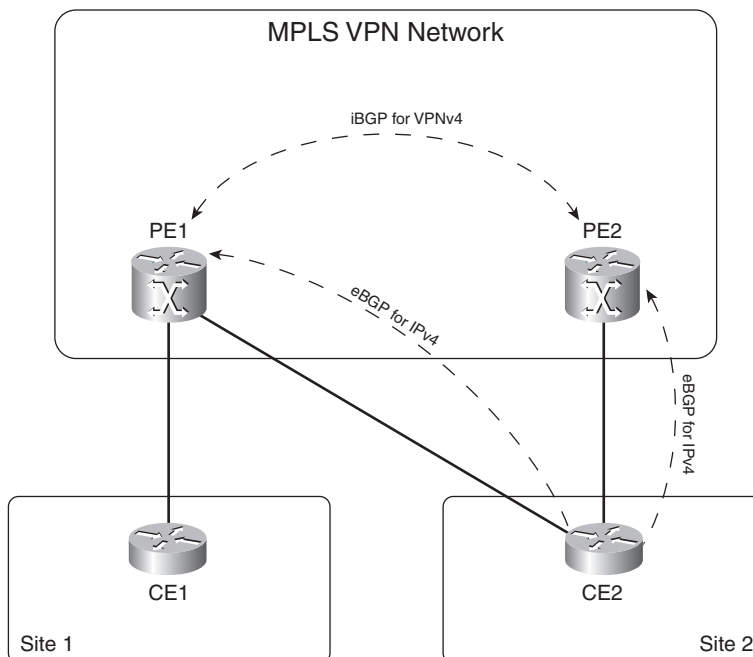 MPLS VPN Network
iBGP for VPNv4
PE1
PE2
eBGP for IPv4
eBGP for IPv4
CE1
CE2
Site 1
Site 2